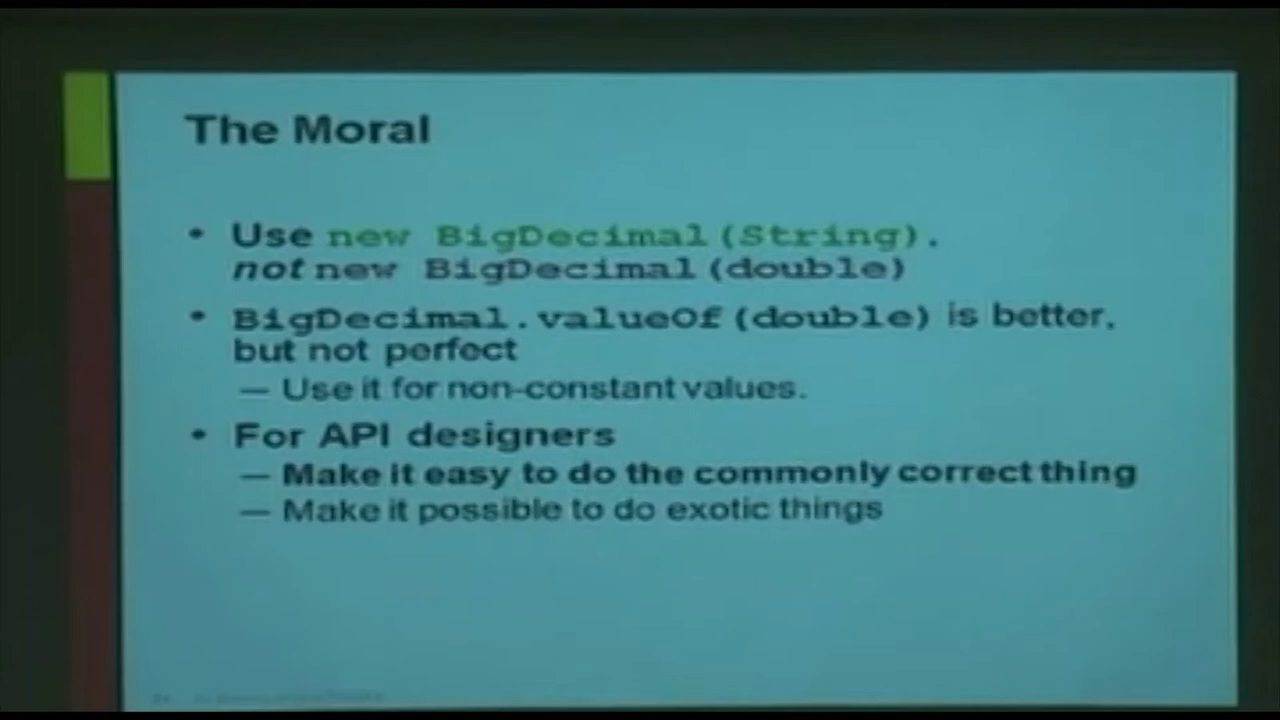 The Moral
• Use new BigDecimal(String),
not new BigDecimal(double)
• BigDecimal.valueOf(double) is better,
but not perfect
— Use it for non-constant values.
• For API designers
— Make it easy to do the commonly correct thing
— Make it possible to do exotic things